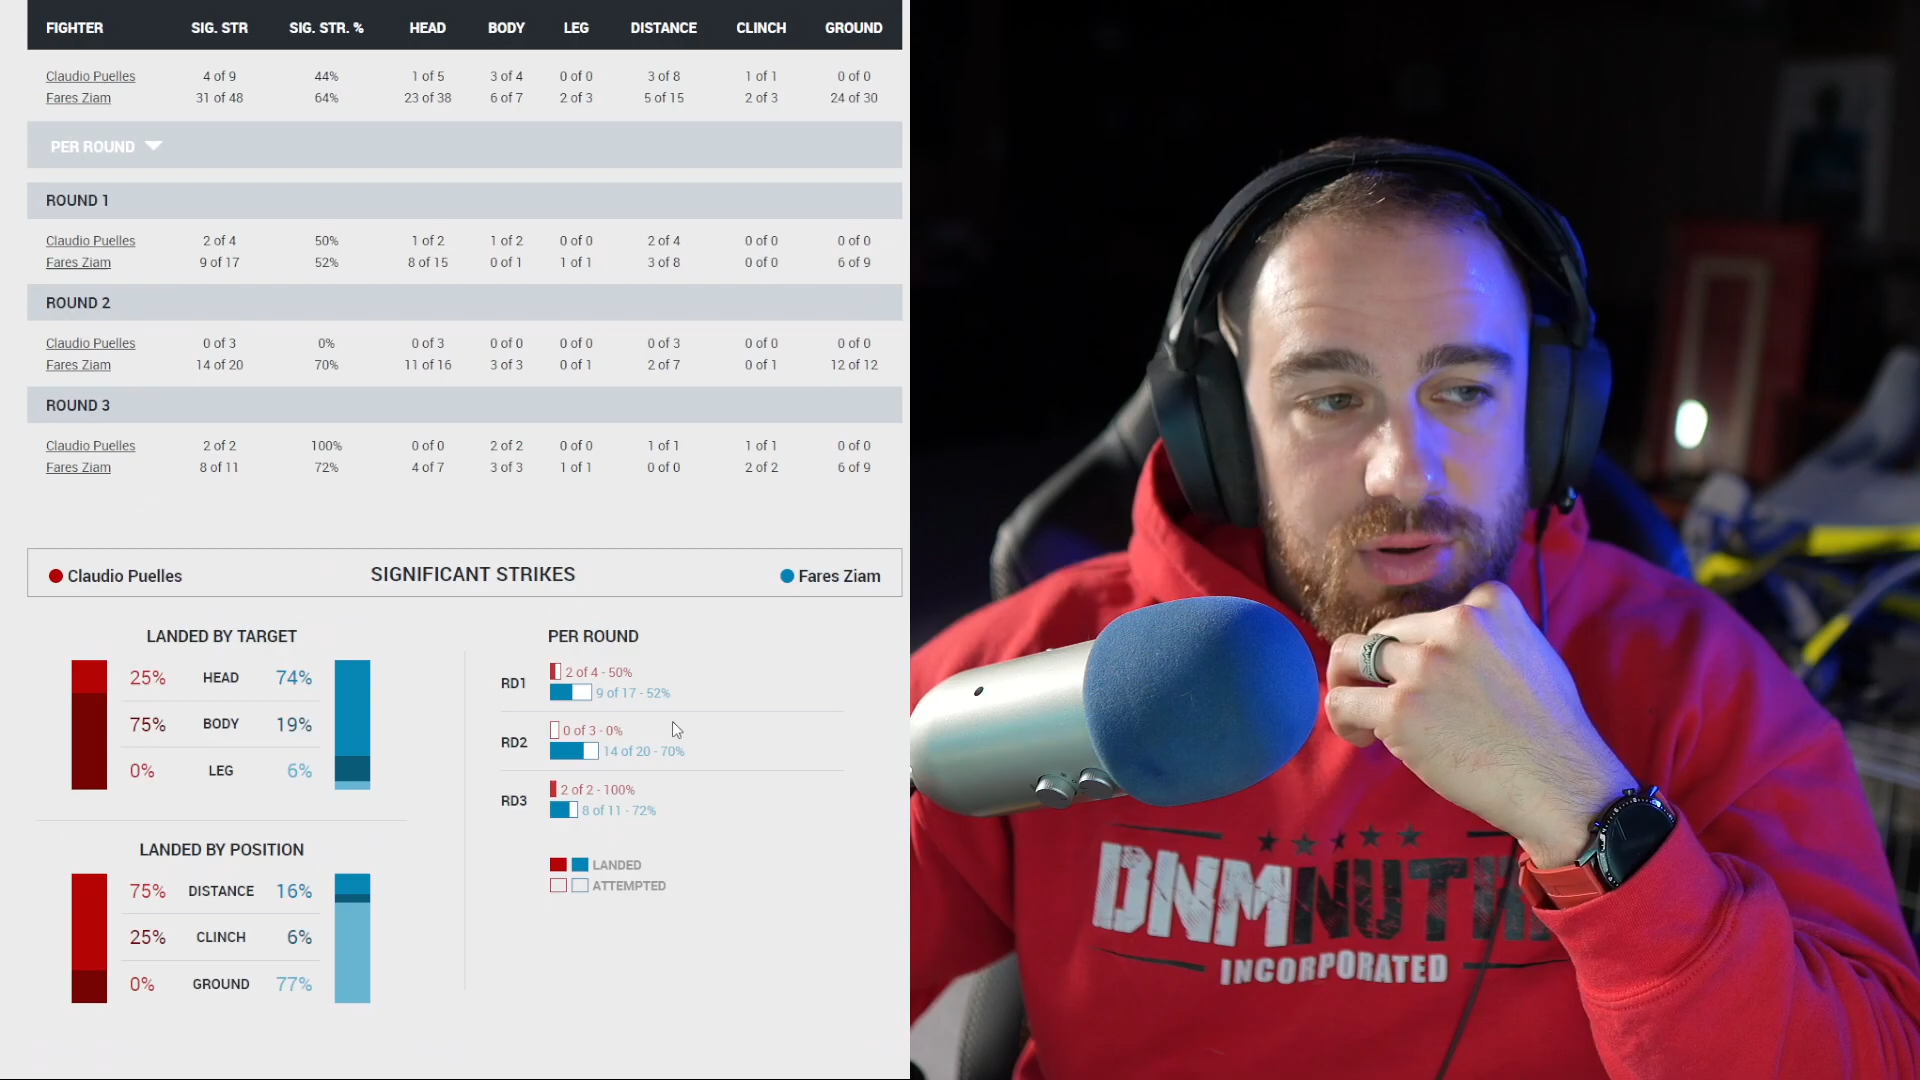 FIGHTER SIG. STR SIG. STR. % HEAD BODY LEG DISTANCE CLINCH GROUND
Claudio Puelles 4 of 9 44% 1 of 5 3 of 4 0 of 0 3 of 8 1 of 1 0 of 0
Fares Ziam 31 of 48 64% 23 of 38 6 of 7 2 of 3 5 of 15 2 of 3 24 of 30
PER ROUND
ROUND 1
Claudio Puelles 2 of 4 50% 1 of 2 1 of 2 0 of 0 2 of 4 0 of 0 0 of 0
Fares Ziam 9 of 17 52% 8 of 15 0 of 1 1 of 1 3 of 8 0 of 0 6 of 9
ROUND 2
Claudio Puelles 0 of 3 0% 0 of 3 0 of 0 0 of 0 0 of 3 0 of 0 0 of 0
Fares Ziam 14 of 20 70% 11 of 16 3 of 3 0 of 1 2 of 7 0 of 1 12 of 12
ROUND 3
Claudio Puelles 2 of 2 100% 0 of 0 2 of 2 0 of 0 1 of 1 1 of 1 0 of 0
Fares Ziam 8 of 11 72% 4 of 7 3 of 3 1 of 1 0 of 0 2 of 2 6 of 9
Claudio Puelles SIGNIFICANT STRIKES Fares Ziam
LANDED BY TARGET
25% HEAD 74%
75% BODY 19%
0% LEG 6%
LANDED BY POSITION
75% DISTANCE 16%
25% CLINCH 6%
0% GROUND 77%
PER ROUND
RD1
2 of 4 - 50%
9 of 17 - 52%
RD2
0 of 3 - 0%
14 of 20 - 70%
RD3
2 of 2 - 100%
8 of 11 - 72%
LANDED
ATTEMPTED
INCORPORATED